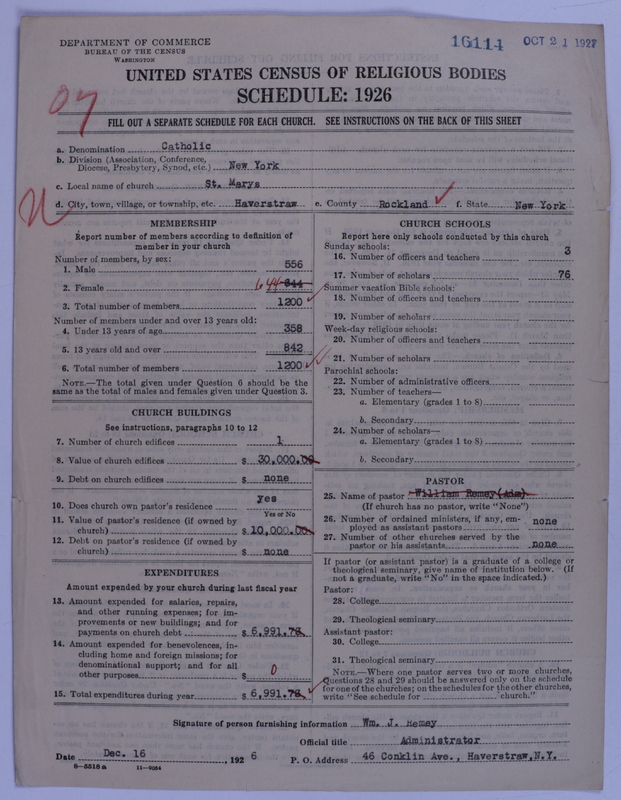 DEPARTMENT OF COMMERCE
BUREAU OF THE CENSUS
WASHINGTON
16114 OCT 21 1927
UNITED STATES CENSUS OF RELIGIOUS BODIES
SCHEDULE: 1926
07
FILL OUT A SEPARATE SCHEDULE FOR EACH CHURCH. SEE INSTRUCTIONS ON THE BACK OF THIS SHEET
a. Denomination Catholic
b. Division (Association, Conference,
Diocese, Presbytery, Synod, etc.) New York
c. Local name of church St. Marys
d. City, town, village, or township, etc. Haverstraw e. County Rockland f. State New York
MEMBERSHIP
Report number of members according to definition of
member in your church
Number of members, by sex:
1. Male 556
2. Female 644 844
3. Total number of members 1200
Number of members under and over 13 years old:
4. Under 13 years of age 358
5. 13 years old and over 842
6. Total number of members 1200
NOTE.—The total given under Question 6 should be the
same as the total of males and females given under Question 3.
CHURCH BUILDINGS
See instructions, paragraphs 10 to 12
7. Number of church edifices 1
8. Value of church edifices $ 30,000.00
9. Debt on church edifices $ none
10. Does church own pastor's residence yes
Yes or No
11. Value of pastor's residence (if owned by
church) $ 10,000.00
12. Debt on pastor's residence (if owned by
church) $ none
EXPENDITURES
Amount expended by your church during last fiscal year
13. Amount expended for salaries, repairs,
and other running expenses; for im-
provements or new buildings; and for
payments on church debt $ 6,991.78
14. Amount expended for benevolences, in-
cluding home and foreign missions; for
denominational support; and for all
other purposes $ 0
15. Total expenditures during year $ 6,991.78
CHURCH SCHOOLS
Report here only schools conducted by this church
Sunday schools:
16. Number of officers and teachers 3
17. Number of scholars 76
Summer vacation Bible schools:
18. Number of officers and teachers
19. Number of scholars
Week-day religious schools:
20. Number of officers and teachers
21. Number of scholars
Parochial schools:
22. Number of administrative officers
23. Number of teachers—
a. Elementary (grades 1 to 8)
b. Secondary
24. Number of scholars—
a. Elementary (grades 1 to 8)
b. Secondary
PASTOR
25. Name of pastor William Remey (Adm)
(If church has no pastor, write "None")
26. Number of ordained ministers, if any, em-
ployed as assistant pastors none
27. Number of other churches served by the
pastor or his assistants none
If pastor (or assistant pastor) is a graduate of a college or
theological seminary, give name of institution below. (If
not a graduate, write "No" in the space indicated.)
Pastor:
28. College
29. Theological seminary
Assistant pastor:
30. College
31. Theological seminary
NOTE.—Where one pastor serves two or more churches,
Questions 28 and 29 should be answered only on the schedule
for one of the churches; on the schedules for the other churches,
write "See schedule for church."
Signature of person furnishing information Wm. J. Remey
Official title Administrator
Date Dec. 16, 1926 P. O. Address 46 Conklin Ave., Haverstraw, N.Y.
8—5518a 11—9084